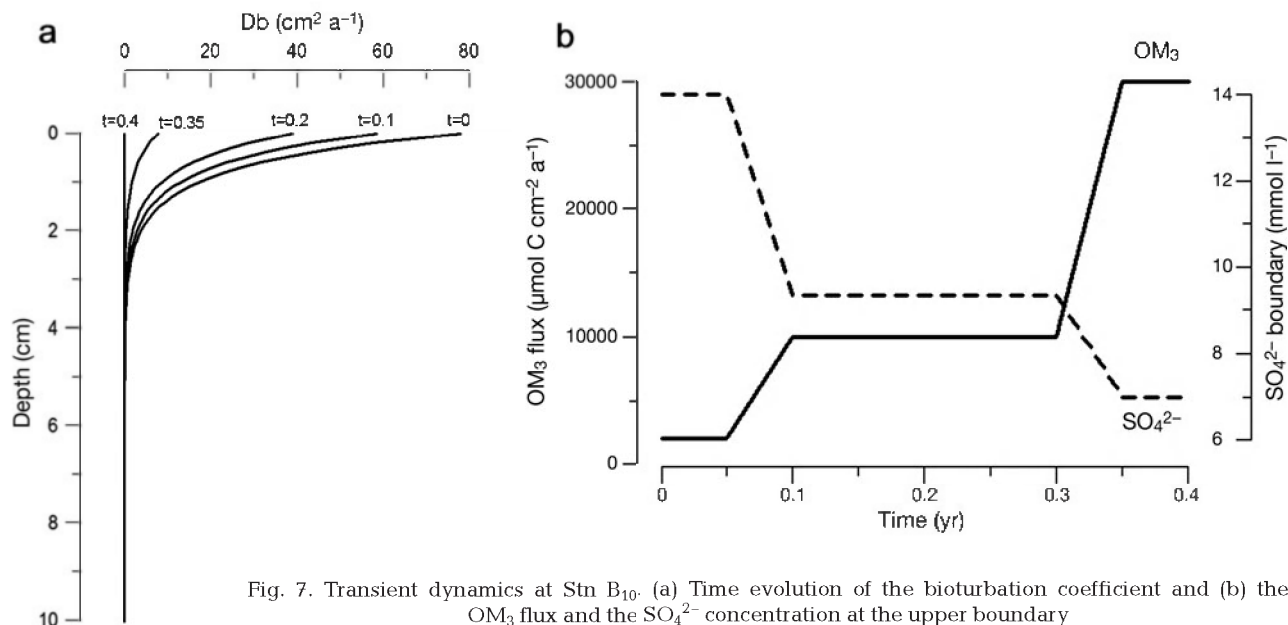 a
Db (cm² a⁻¹)
0 20 40 60 80
t=0.4 t=0.35 t=0.2 t=0.1 t=0
Depth (cm)
0
2
4
6
8
10
b
OM₃
OM₃ flux (µmol C cm⁻² a⁻¹)
30000
20000
10000
0
SO₄²⁻ boundary (mmol l⁻¹)
14
12
10
8
6
SO₄²⁻
0 0.1 0.2 0.3 0.4
Time (yr)
Fig. 7. Transient dynamics at Stn B₁₀. (a) Time evolution of the bioturbation coefficient and (b) the
OM₃ flux and the SO₄²⁻ concentration at the upper boundary